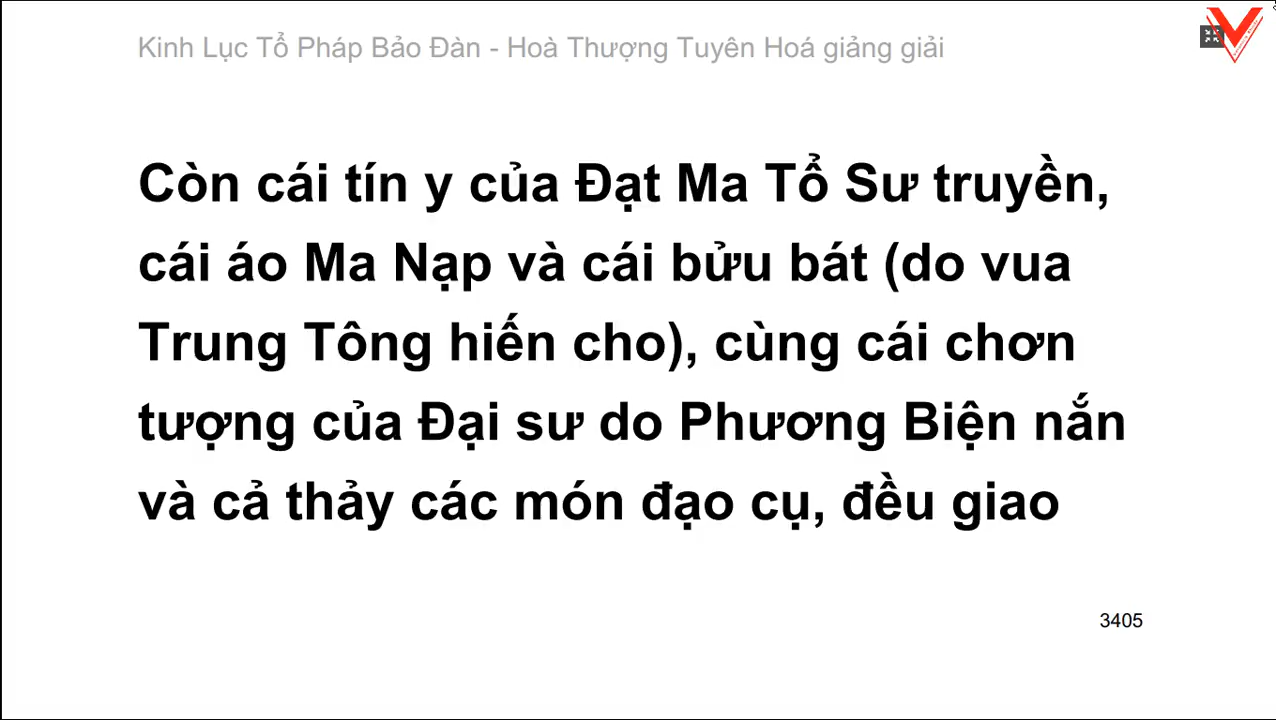 Kinh Lục Tổ Pháp Bảo Đàn - Hoà Thượng Tuyên Hoá giảng giải
Còn cái tín y của Đạt Ma Tổ Sư truyền,
cái áo Ma Nạp và cái bửu bát (do vua
Trung Tông hiến cho), cùng cái chơn
tượng của Đại sư do Phương Biện nắn
và cả thảy các món đạo cụ, đều giao
3405